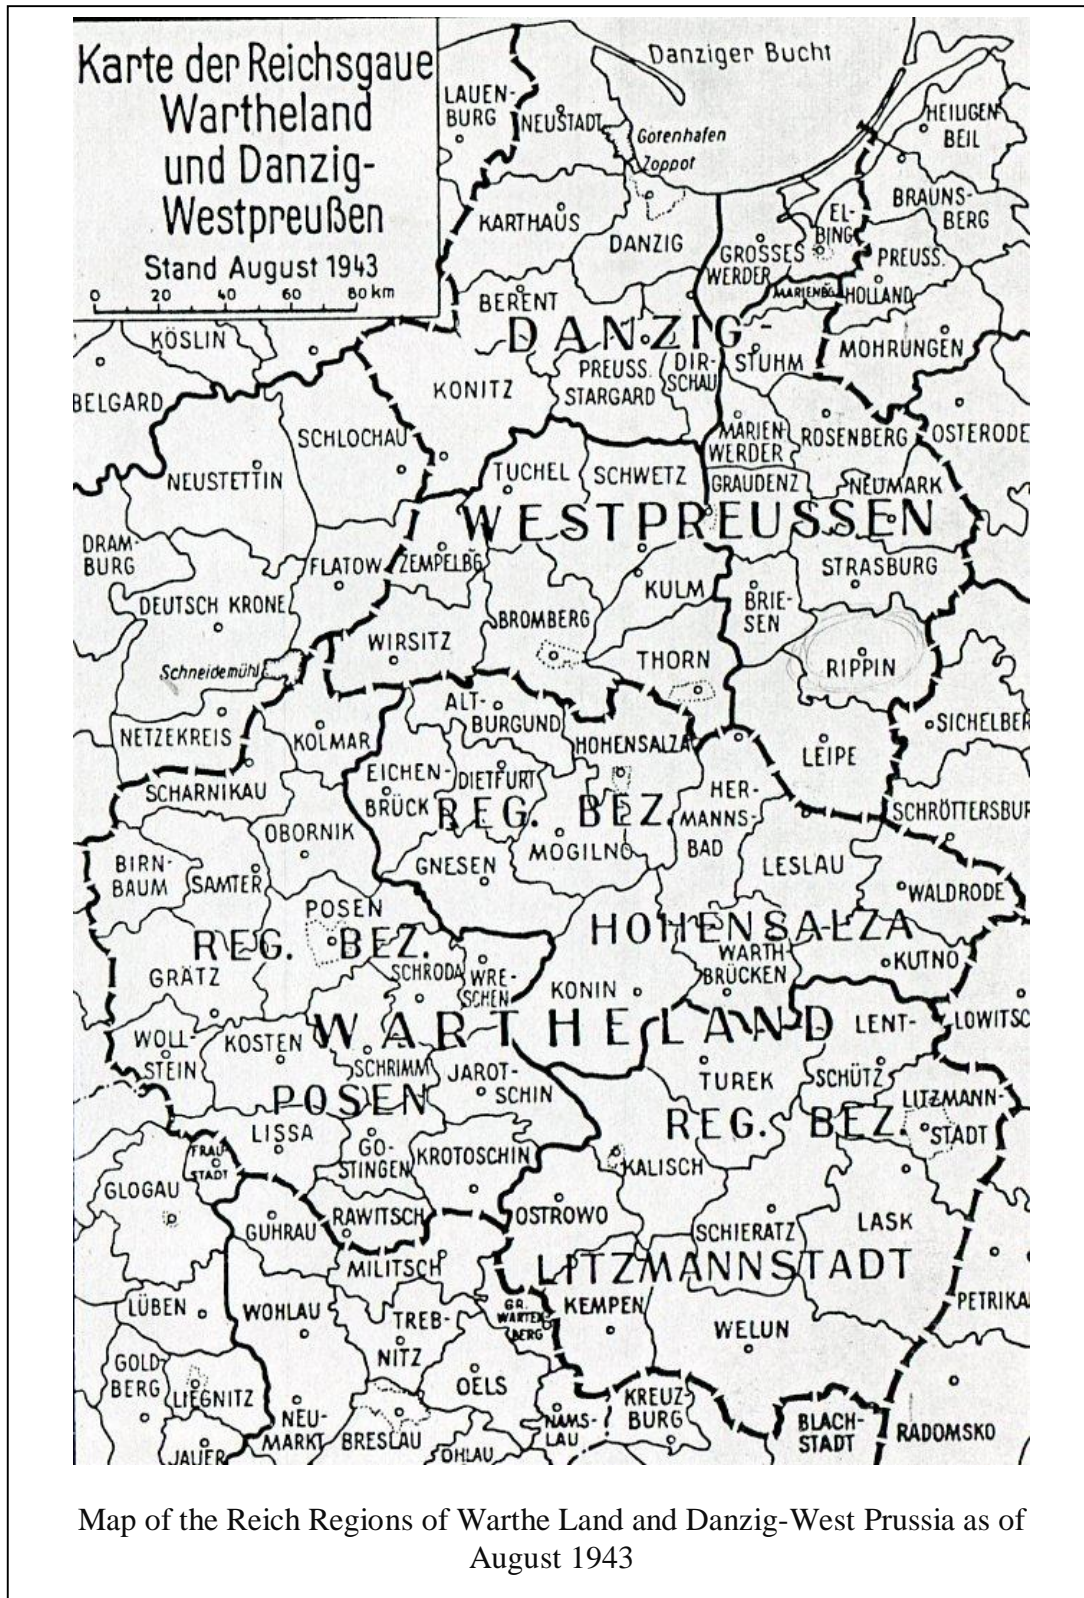 Karte der Reichsgaue
Wartheland
und Danzig-
Westpreußen
Stand August 1943
0 20 40 60 80 km
Danziger Bucht
LAUEN-
BURG
NEUSTADT
Gotenhafen
Zoppot
HEILIGEN
BEIL
KARTHAUS
DANZIG
GROSSES
WERDER
EL-
BING
BRAUNS-
BERG
PREUSS.
HOLLAND
MARIENBG.
BERENT
DANZIG-
KÖSLIN
BELGARD
KONITZ
PREUSS.
STARGARD
DIR-
SCHAU
STUHM
MOHRUNGEN
SCHLOCHAU
NEUSTETTIN
TUCHEL
SCHWETZ
MARIEN-
WERDER
ROSENBERG
OSTERODE
GRAUDENZ
NEUMARK
WESTPREUSSEN
DRAM-
BURG
FLATOW
ZEMPELBG
STRASBURG
DEUTSCH KRONE
BROMBERG
KULM
BRIE-
SEN
WIRSITZ
THORN
RIPPIN
Schneidemühl
NETZEKREIS
KOLMAR
ALT-
BURGUND
HOHENSALZA
LEIPE
SICHELBER
SCHARNIKAU
EICHEN-
BRÜCK
DIETFURT
HER-
MANNS-
BAD
SCHRÖTTERSBUR
REG. BEZ.
OBORNIK
BIRN-
BAUM
SAMTER
GNESEN
MOGILNO
LESLAU
WALDRODE
POSEN
REG. BEZ.
HOHENSALZA
GRÄTZ
SCHRODA
WRE-
SCHEN
KONIN
WARTH-
BRÜCKEN
KUTNO
WARTHELAND
WOLL-
STEIN
KOSTEN
SCHRIMM
JAROT-
SCHIN
TUREK
LENT-
SCHÜTZ
LOWITSC
LITZMANN-
STADT
POSEN
REG. BEZ.
LISSA
GO-
STINGEN
KROTOSCHIN
KALISCH
FRAU-
STADT
GLOGAU
GUHRAU
RAWITSCH
OSTROWO
SCHIERATZ
LASK
MILITSCH
LITZMANNSTADT
LÜBEN
WOHLAU
TREB-
NITZ
GR.
WARTEN-
BERG
KEMPEN
WELUN
PETRIKA
GOLD-
BERG
LIEGNITZ
OELS
NEU-
MARKT
BRESLAU
NAMS-
LAU
KREUZ-
BURG
BLACH-
STADT
RADOMSKO
JAUER
OHLAU
Map of the Reich Regions of Warthe Land and Danzig-West Prussia as of
August 1943